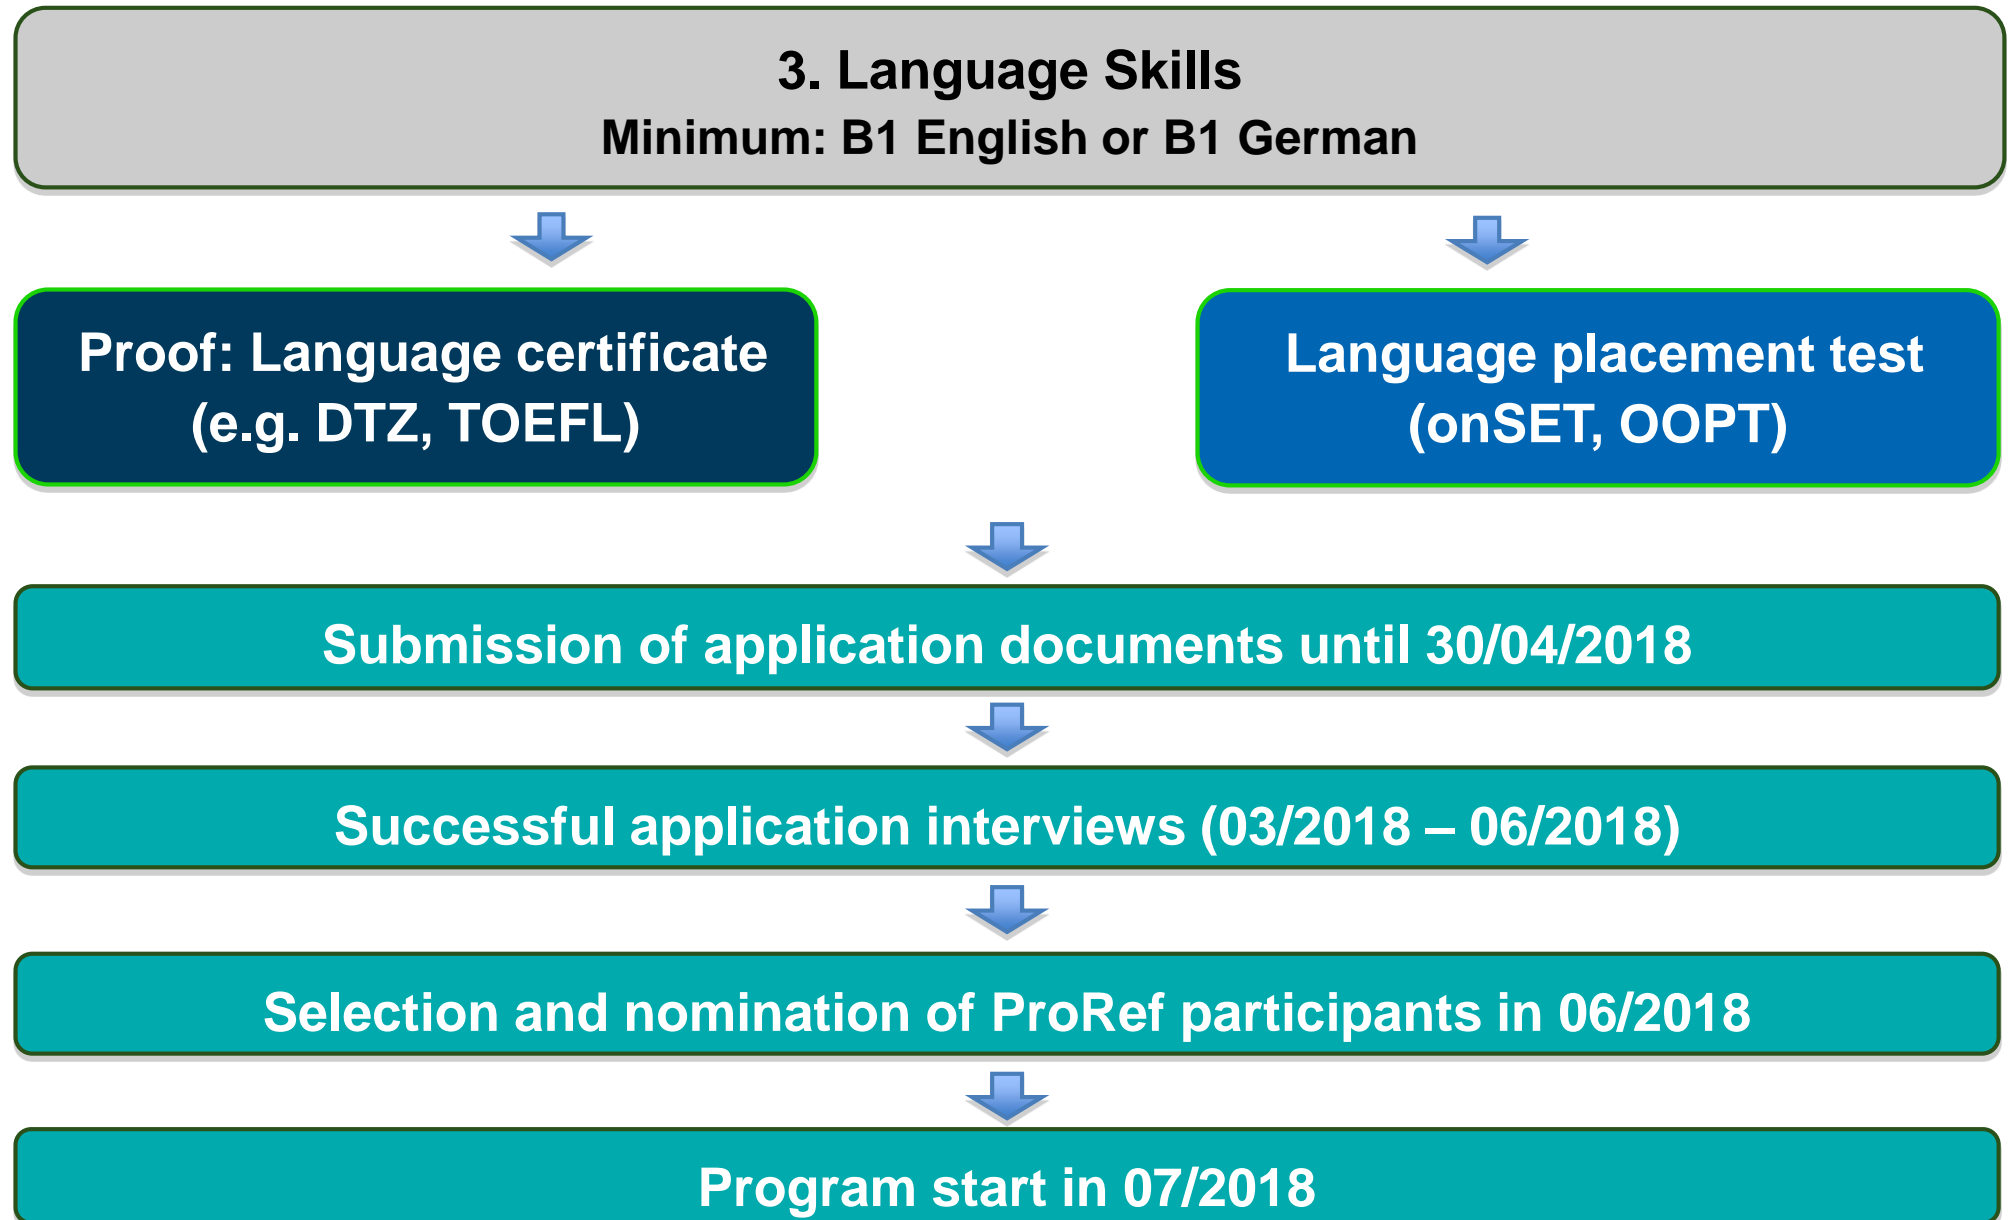 3. Language Skills
Minimum: B1 English or B1 German
Proof: Language certificate
(e.g. DTZ, TOEFL)
Language placement test
(onSET, OOPT)
Submission of application documents until 30/04/2018
Successful application interviews (03/2018 – 06/2018)
Selection and nomination of ProRef participants in 06/2018
Program start in 07/2018